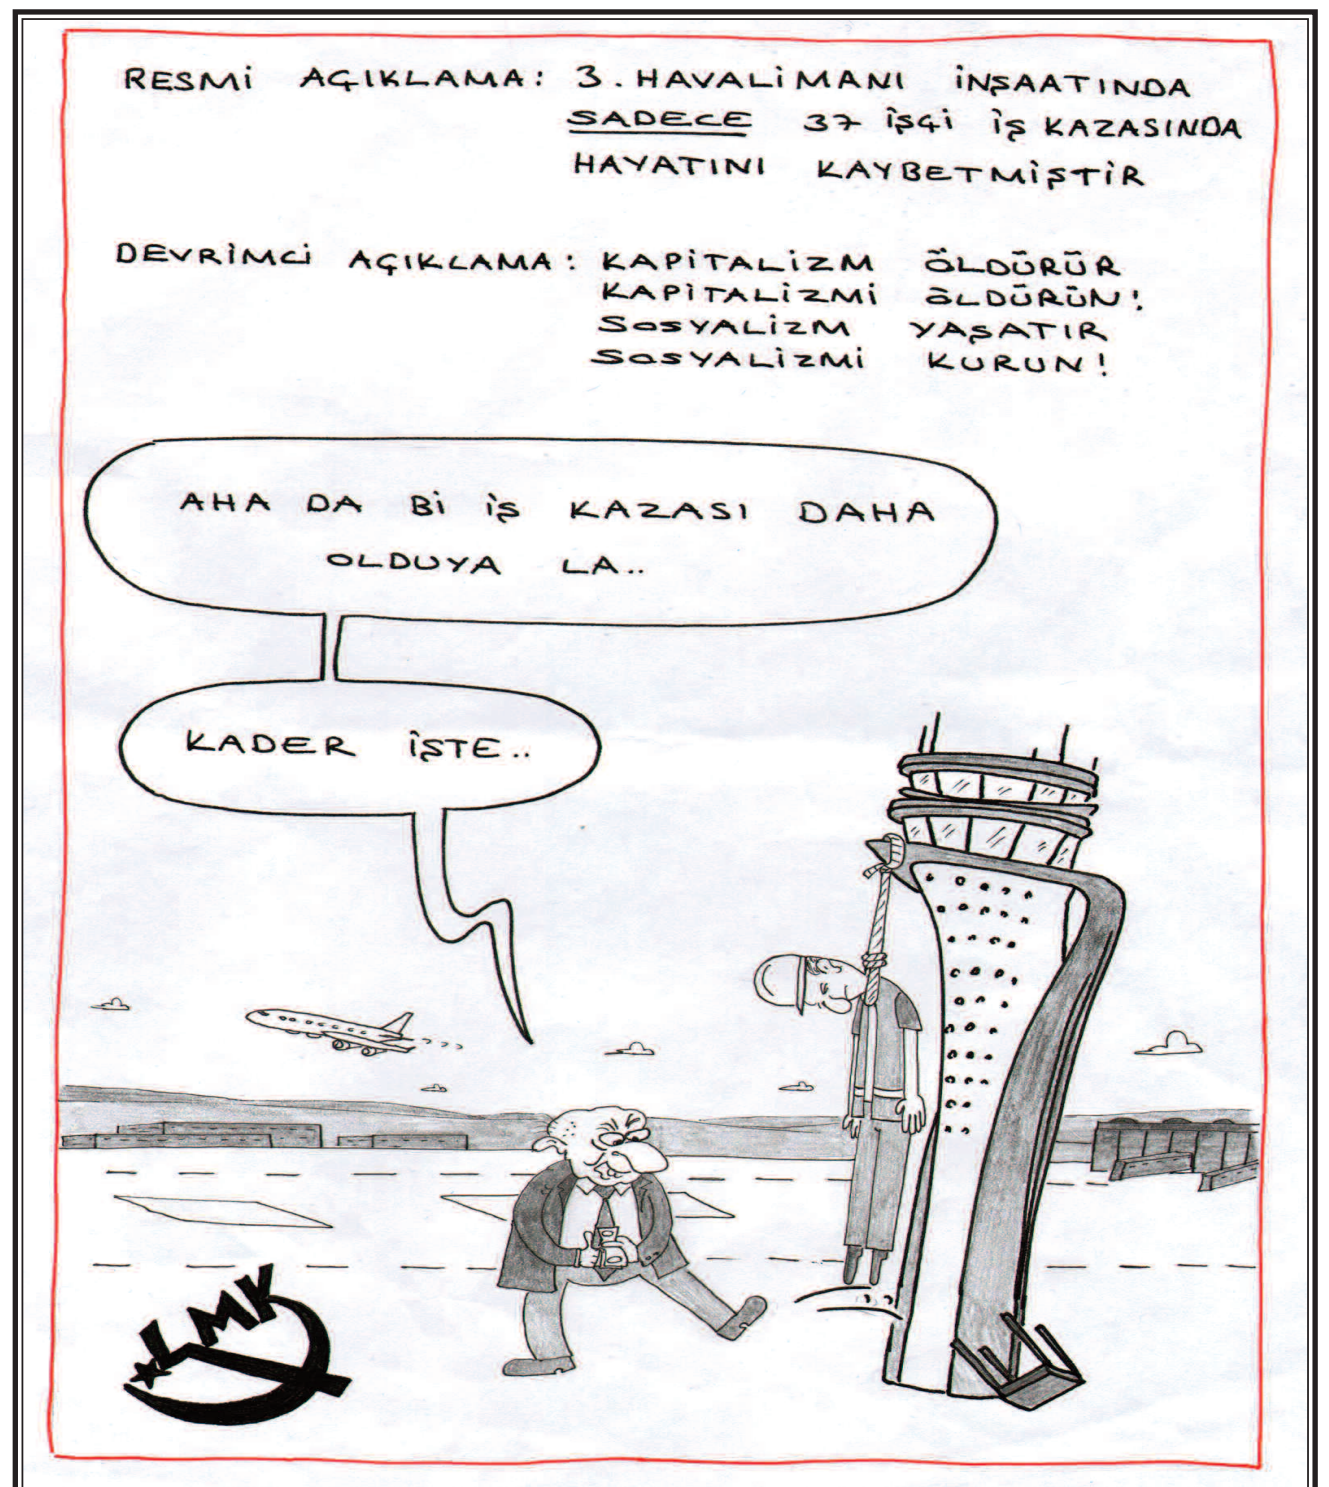 RESMİ AÇIKLAMA: 3. HAVALİMANI İNŞAATINDA
SADECE 37 İŞÇİ İŞ KAZASINDA
HAYATINI KAYBETMİŞTİR
DEVRİMCİ AÇIKLAMA: KAPİTALİZM ÖLDÜRÜR
KAPİTALİZMİ ÖLDÜRÜN!
SOSYALİZM YAŞATIR
SOSYALİZMİ KURUN!
AHA DA Bİ İŞ KAZASI DAHA
OLDUYA LA..
KADER İŞTE..
LMK